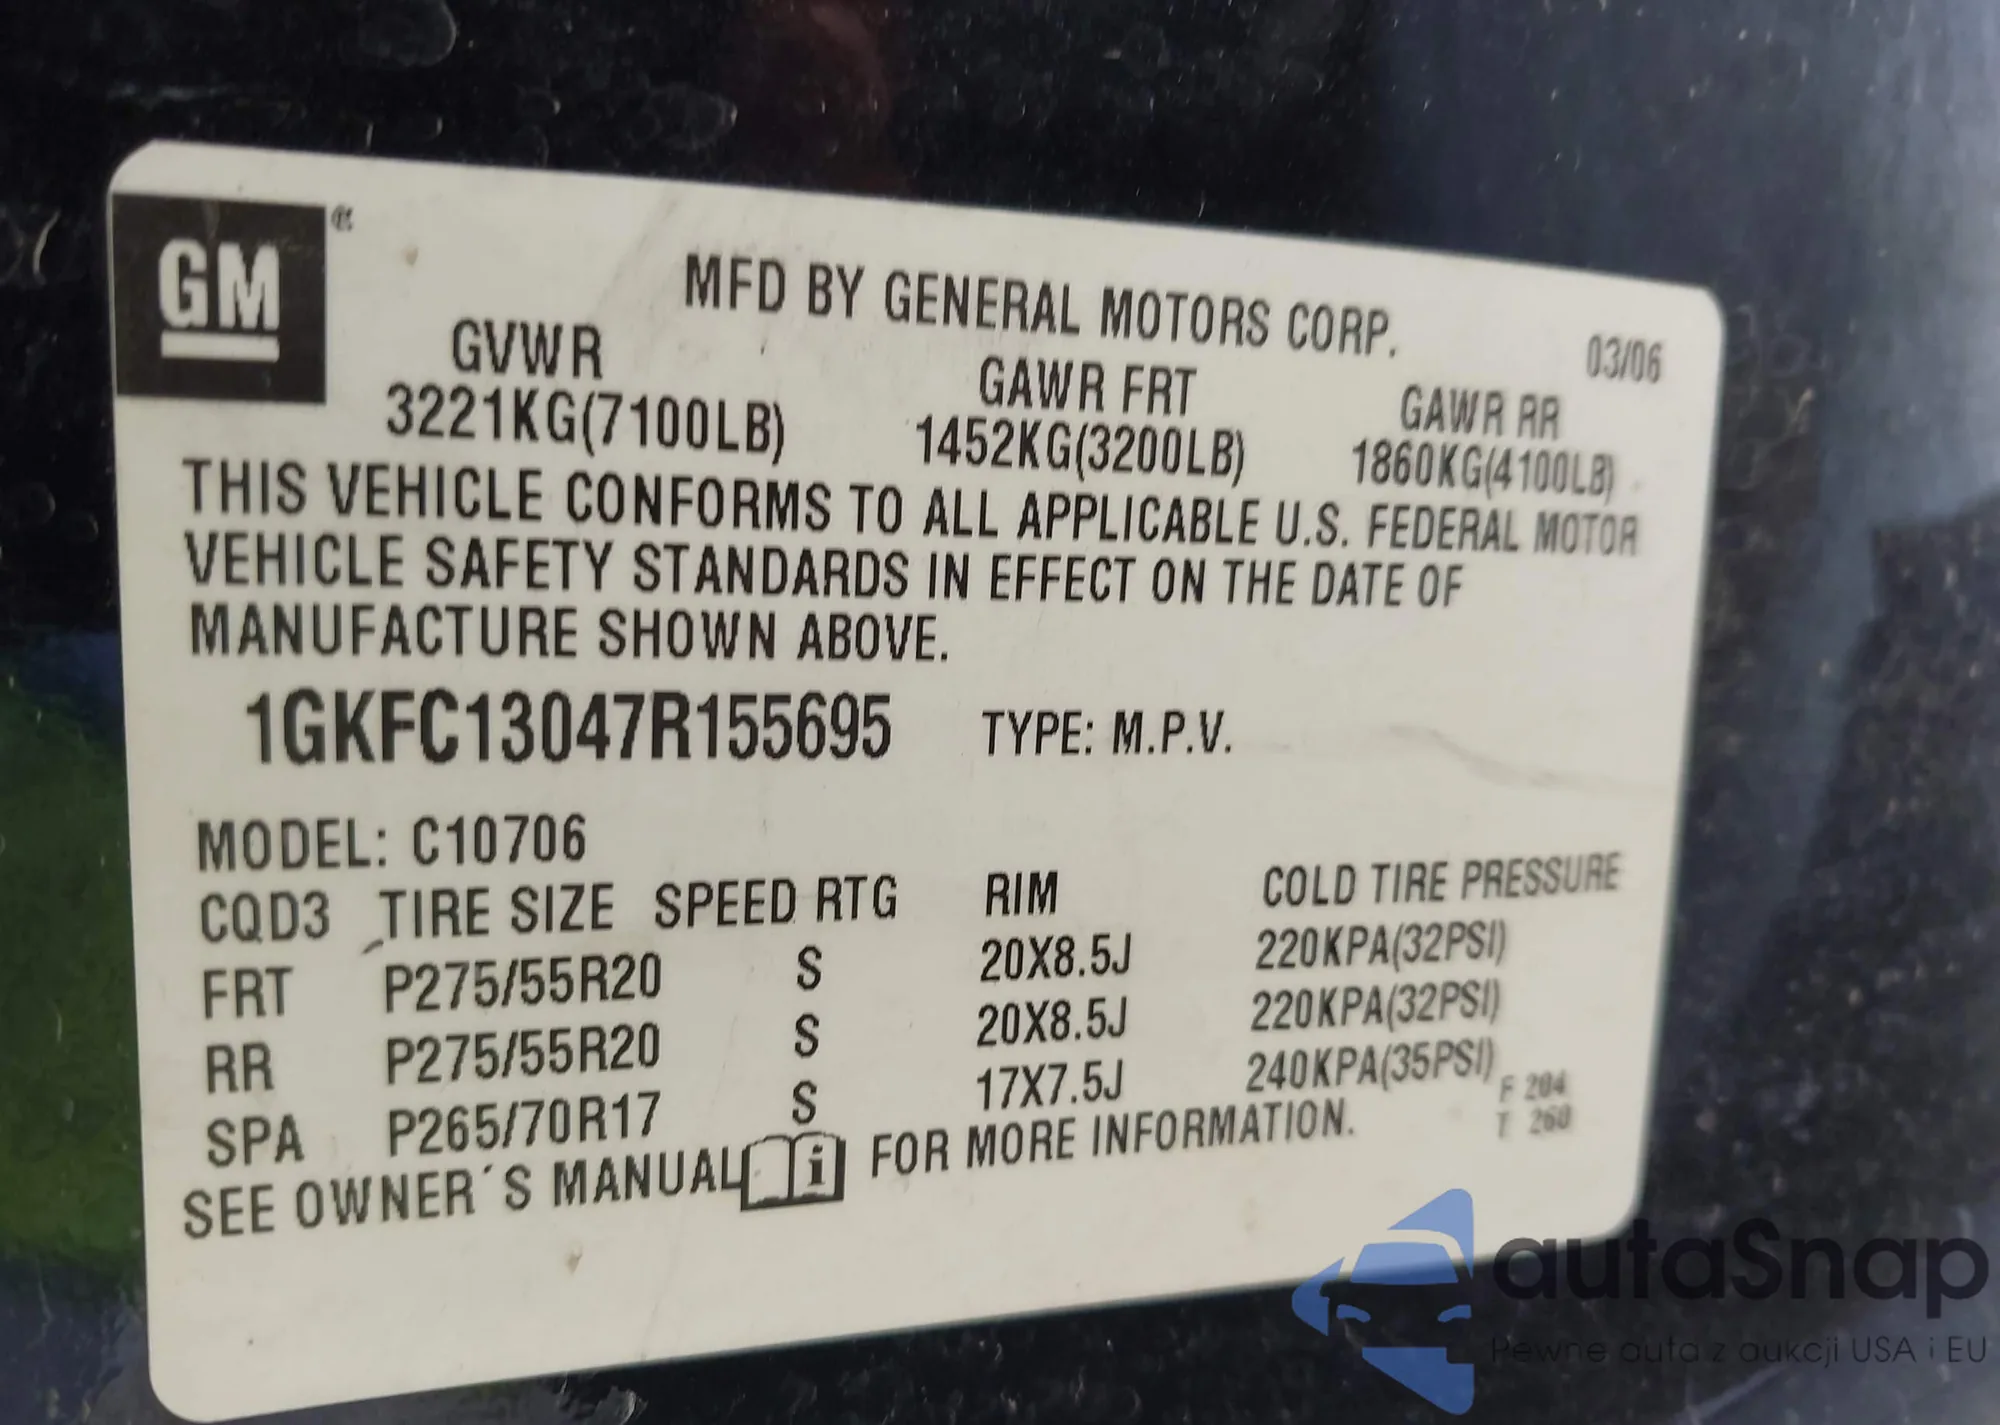 GM®
MFD BY GENERAL MOTORS CORP.
03/06
GVWR GAWR FRT GAWR RR
3221KG(7100LB) 1452KG(3200LB) 1860KG(4100LB)
THIS VEHICLE CONFORMS TO ALL APPLICABLE U.S. FEDERAL MOTOR
VEHICLE SAFETY STANDARDS IN EFFECT ON THE DATE OF
MANUFACTURE SHOWN ABOVE.
1GKFC13047R155695 TYPE: M.P.V.
MODEL: C10706
CQD3 TIRE SIZE SPEED RTG RIM COLD TIRE PRESSURE
FRT P275/55R20 S 20X8.5J 220KPA(32PSI)
RR P275/55R20 S 20X8.5J 220KPA(32PSI)
SPA P265/70R17 S 17X7.5J 240KPA(35PSI)
F 204
T 260
SEE OWNER´S MANUAL i FOR MORE INFORMATION.
autaSnap
Pewne auta z aukcji USA i EU